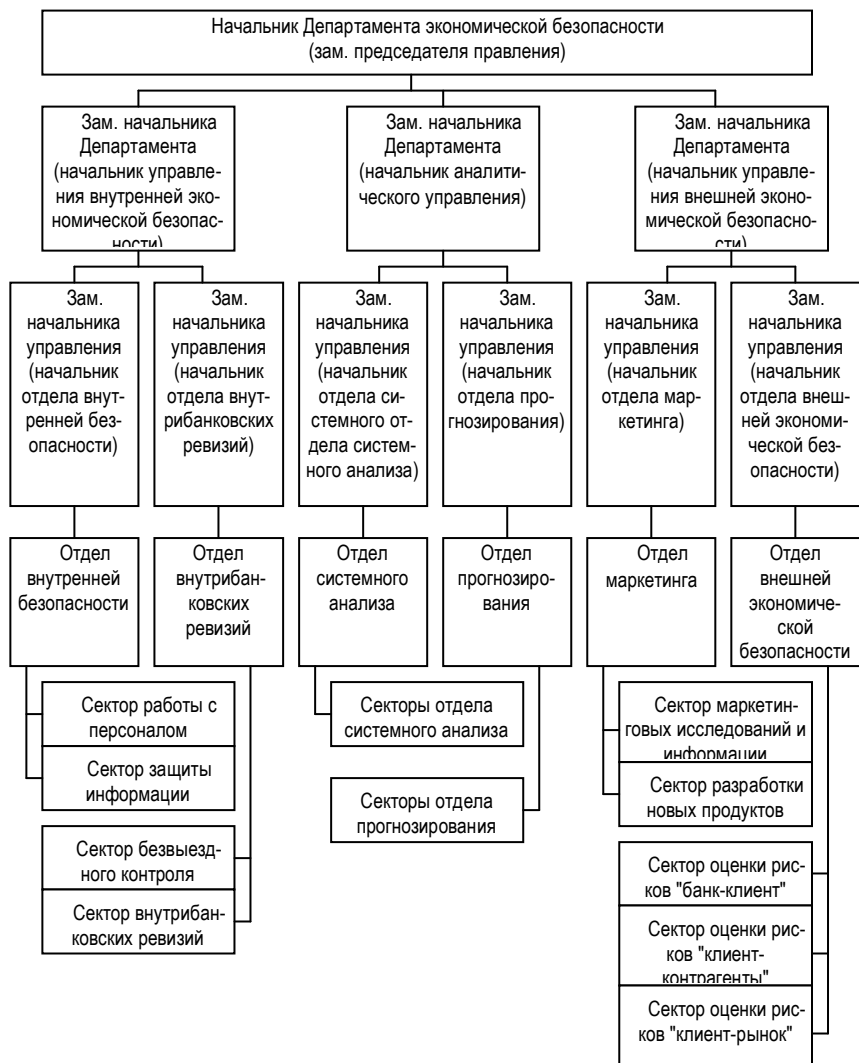 Начальник Департамента экономической безопасности
(зам. председателя правления)
Зам. начальника
Департамента
(начальник управле-
ния внутренней эко-
номической безопас-
ности)
Зам. начальника
Департамента
(начальник аналити-
ческого управления)
Зам. начальника
Департамента
(начальник управле-
ния внешней эконо-
мической безопасно-
сти)
Зам.
начальника
управления
(начальник
отдела внут-
ренней без-
опасности)
Зам.
начальника
управления
(начальник
отдела внут-
рибанковских
ревизий)
Зам.
начальника
управления
(начальник
отдела си-
стемного от-
дела систем-
ного анализа)
Зам.
начальника
управления
(начальник
отдела про-
гнозирования)
Зам.
начальника
управления
(начальник
отдела мар-
кетинга)
Зам.
начальника
управления
(начальник
отдела внеш-
ней экономи-
ческой без-
опасности)
Отдел
внутренней
безопасности
Отдел
внутрибан-
ковских
ревизий
Отдел
системного
анализа
Отдел
прогнозиро-
вания
Отдел
маркетинга
Отдел
внешней
экономиче-
ской
безопасности
Сектор работы с
персоналом
Сектор защиты
информации
Сектор безвыезд-
ного контроля
Сектор внутрибан-
ковских ревизий
Секторы отдела
системного анализа
Секторы отдела
прогнозирования
Сектор маркетин-
говых исследований и
информации
Сектор разработки
новых продуктов
Сектор оценки рис-
ков "банк-клиент"
Сектор оценки рис-
ков "клиент-
контрагенты"
Сектор оценки рис-
ков "клиент-рынок"